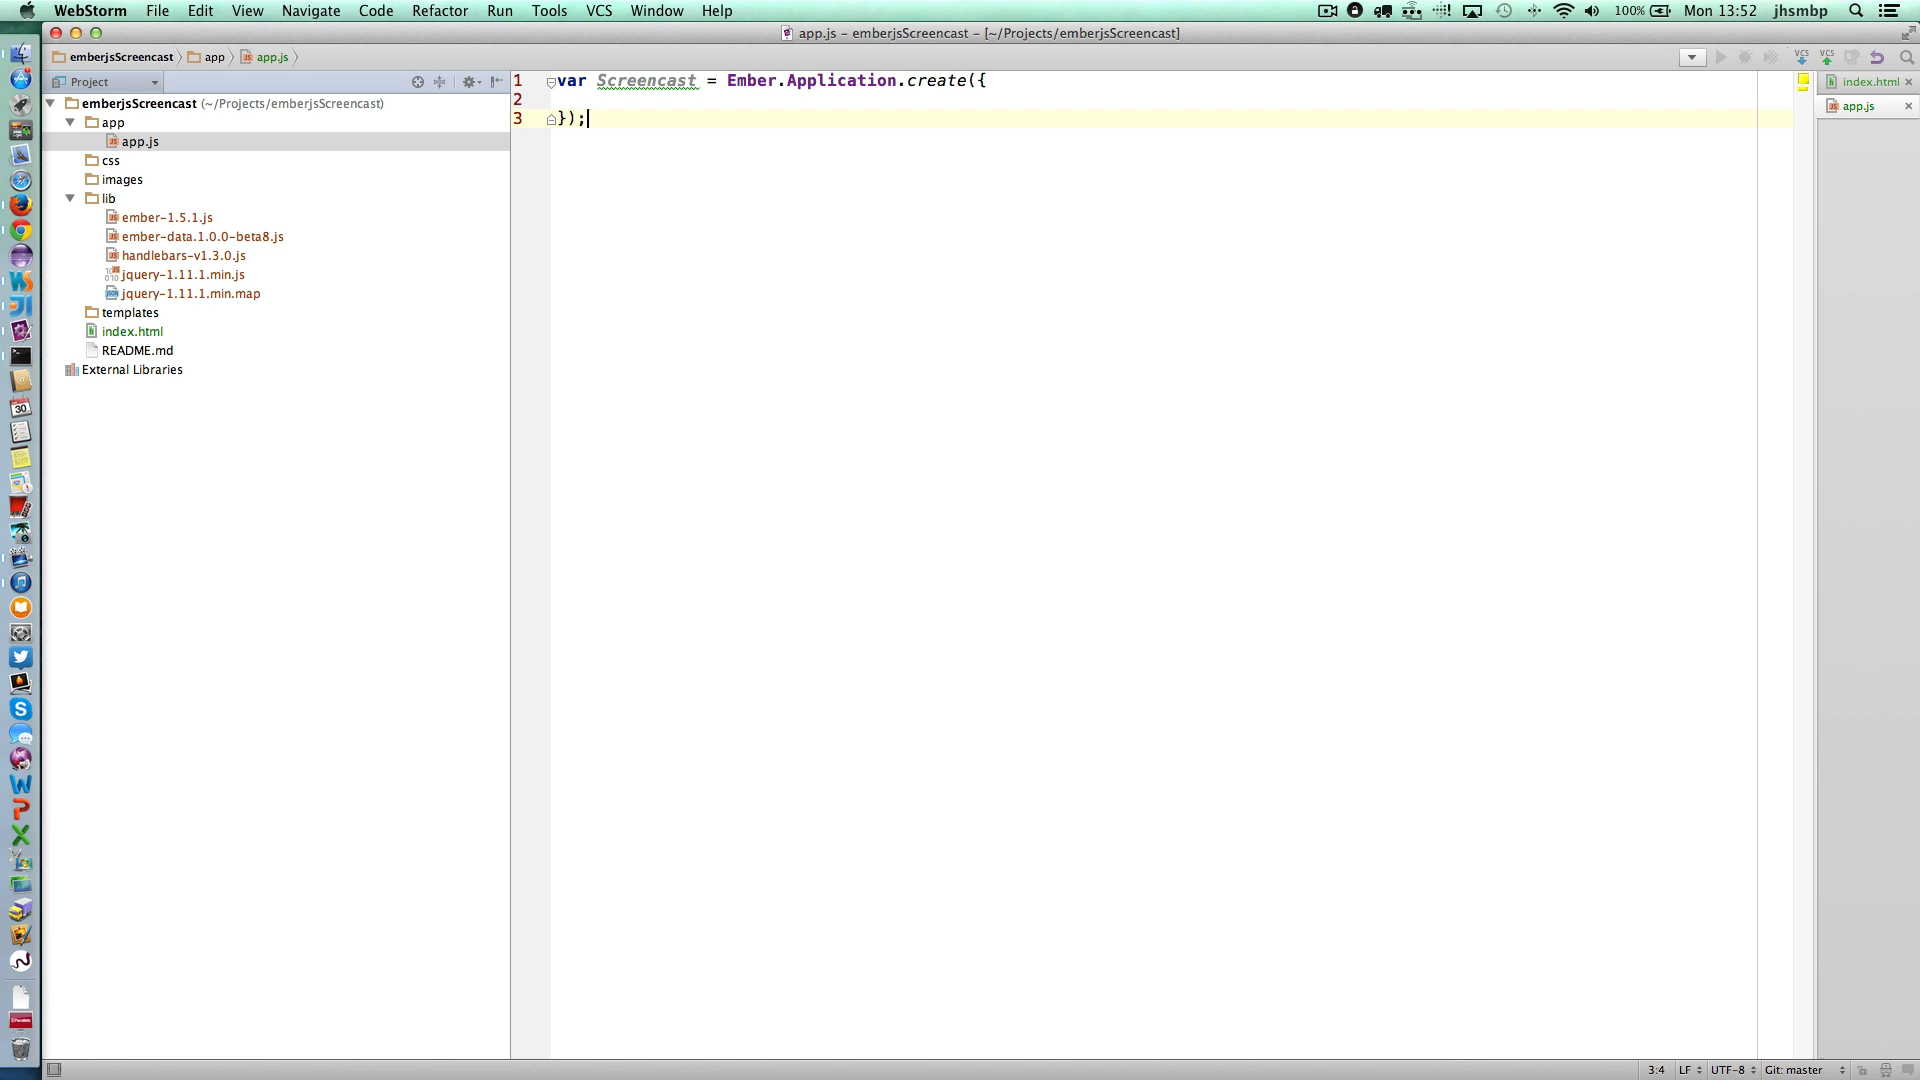 WebStorm File Edit View Navigate Code Refactor Run Tools VCS Window Help 100% Mon 13:52 jhsmbp
app.js – emberjsScreencast – [~/Projects/emberjsScreencast]
emberjsScreencast app app.js
VCS VCS
Project
emberjsScreencast (~/Projects/emberjsScreencast)
app
app.js
css
images
lib
ember-1.5.1.js
ember-data.1.0.0-beta8.js
handlebars-v1.3.0.js
jquery-1.11.1.min.js
jquery-1.11.1.min.map
templates
index.html
README.md
External Libraries
1 var Screencast = Ember.Application.create({
2
3 });
index.html
app.js
30
3:4 LF UTF-8 Git: master